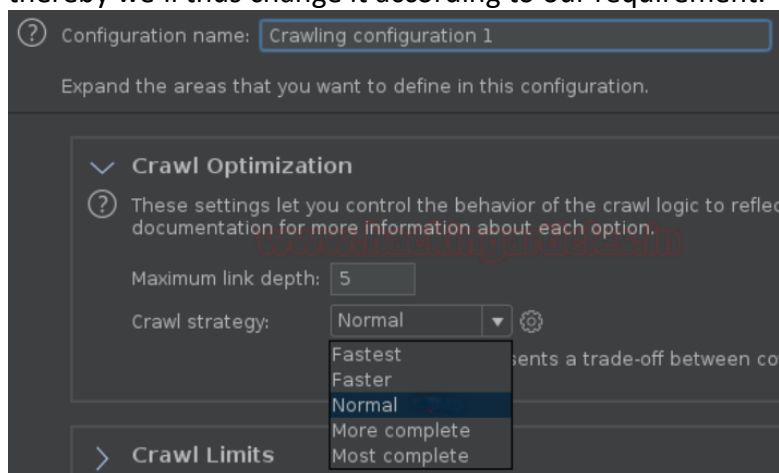 thereby we'll thus change it according to our requirement.
Configuration name: Crawling configuration 1
Expand the areas that you want to define in this configuration.
Crawl Optimization
These settings let you control the behavior of the crawl logic to reflec
documentation for more information about each option.
Maximum link depth: 5
Crawl strategy: Normal
Fastest
sents a trade-off between co
Faster
Normal
More complete
Crawl Limits
Most complete